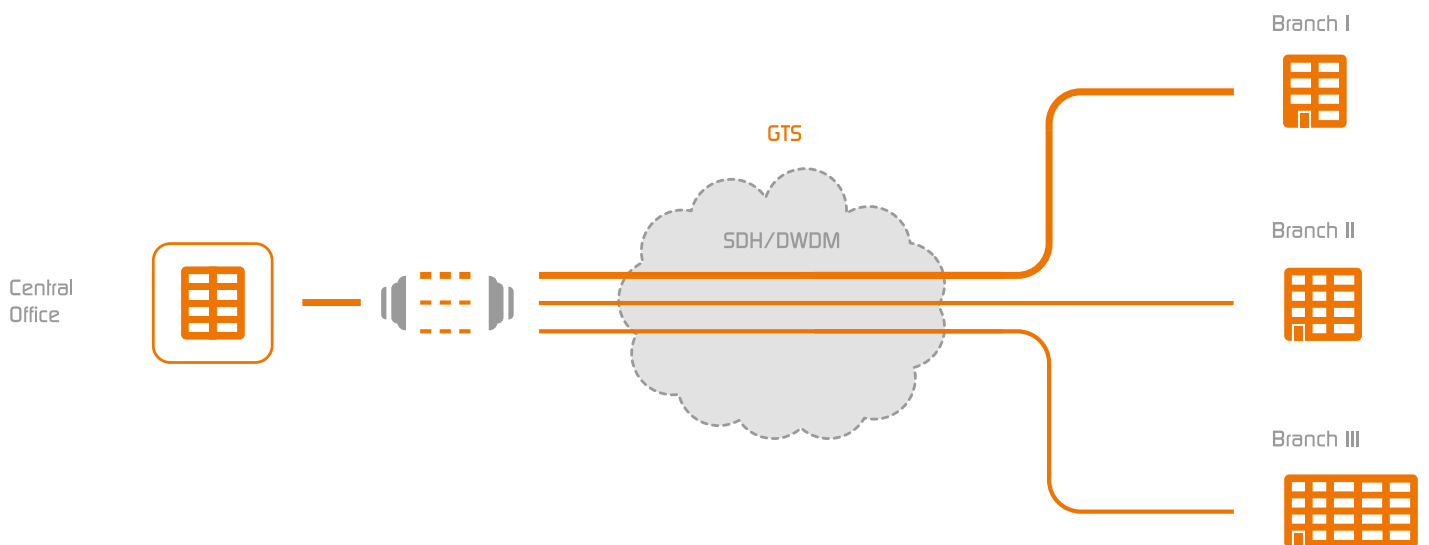 Branch I
GTS
SDH/DWDM
Branch II
Central
Office
Branch III